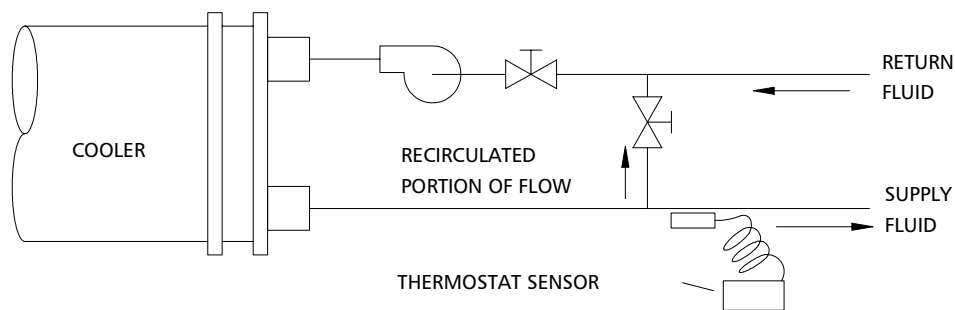 RETURN
FLUID
COOLER
RECIRCULATED
PORTION OF FLOW
SUPPLY
FLUID
THERMOSTAT SENSOR